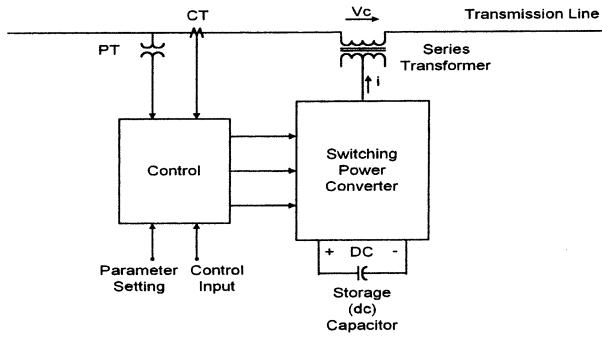 CT
Vc
Transmission Line
PT
Series
Transformer
i
Control
Switching
Power
Converter
+ DC -
Parameter
Setting
Control
Input
Storage
(dc)
Capacitor